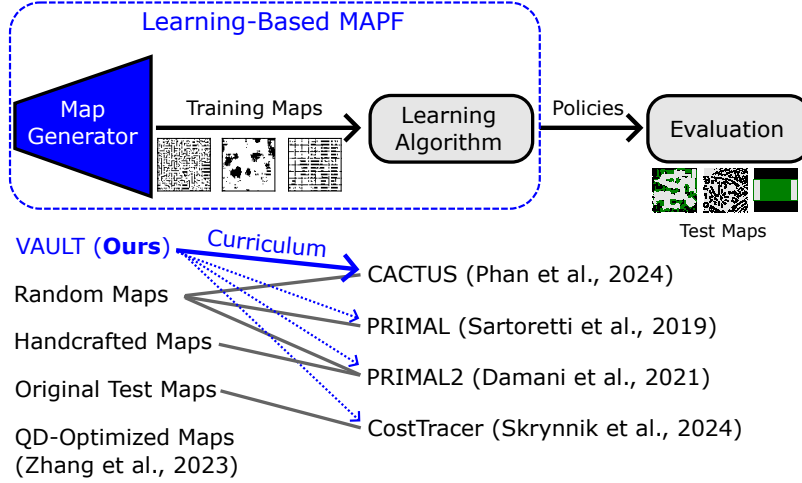 Learning-Based MAPF
Map
Generator
Training Maps
Learning
Algorithm
Policies
Evaluation
Test Maps
VAULT (Ours)
Curriculum
Random Maps
Handcrafted Maps
Original Test Maps
QD-Optimized Maps
(Zhang et al., 2023)
CACTUS (Phan et al., 2024)
PRIMAL (Sartoretti et al., 2019)
PRIMAL2 (Damani et al., 2021)
CostTracer (Skrynnik et al., 2024)